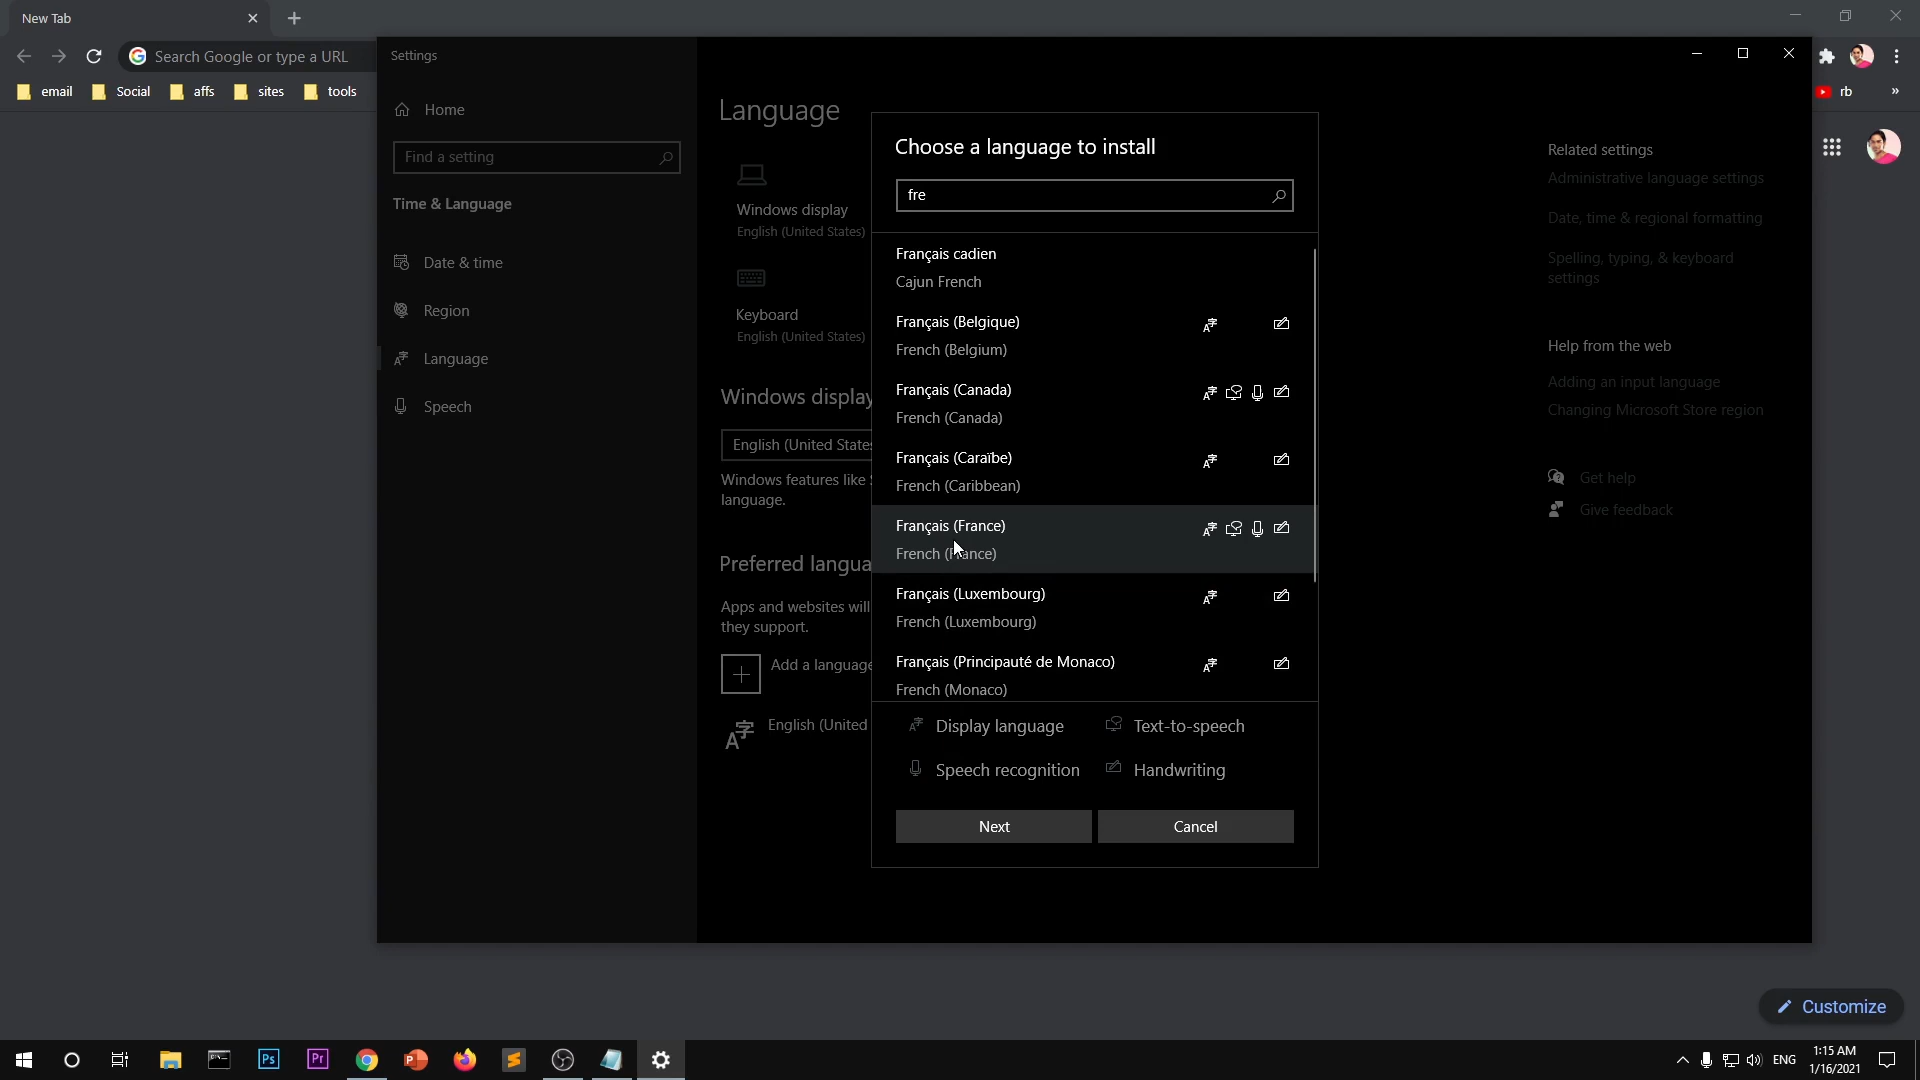 New Tab
Search Google or type a URL
email Social affs sites tools
rb
Settings
Home
Find a setting
Time & Language
Date & time
Region
Language
Speech
Language
Windows display
English (United States)
Keyboard
English (United States)
Windows display
English (United States
Windows features like
language.
Preferred langua
Apps and websites will
they support.
Add a language
English (United
Choose a language to install
fre
Français cadien
Cajun French
Français (Belgique)
French (Belgium)
Français (Canada)
French (Canada)
Français (Caraïbe)
French (Caribbean)
Français (France)
French (France)
Français (Luxembourg)
French (Luxembourg)
Français (Principauté de Monaco)
French (Monaco)
Display language Text-to-speech
Speech recognition Handwriting
Next Cancel
Related settings
Administrative language settings
Date, time & regional formatting
Spelling, typing, & keyboard
settings
Help from the web
Adding an input language
Changing Microsoft Store region
Get help
Give feedback
Customize
Ps Pr
ENG
1:15 AM
1/16/2021